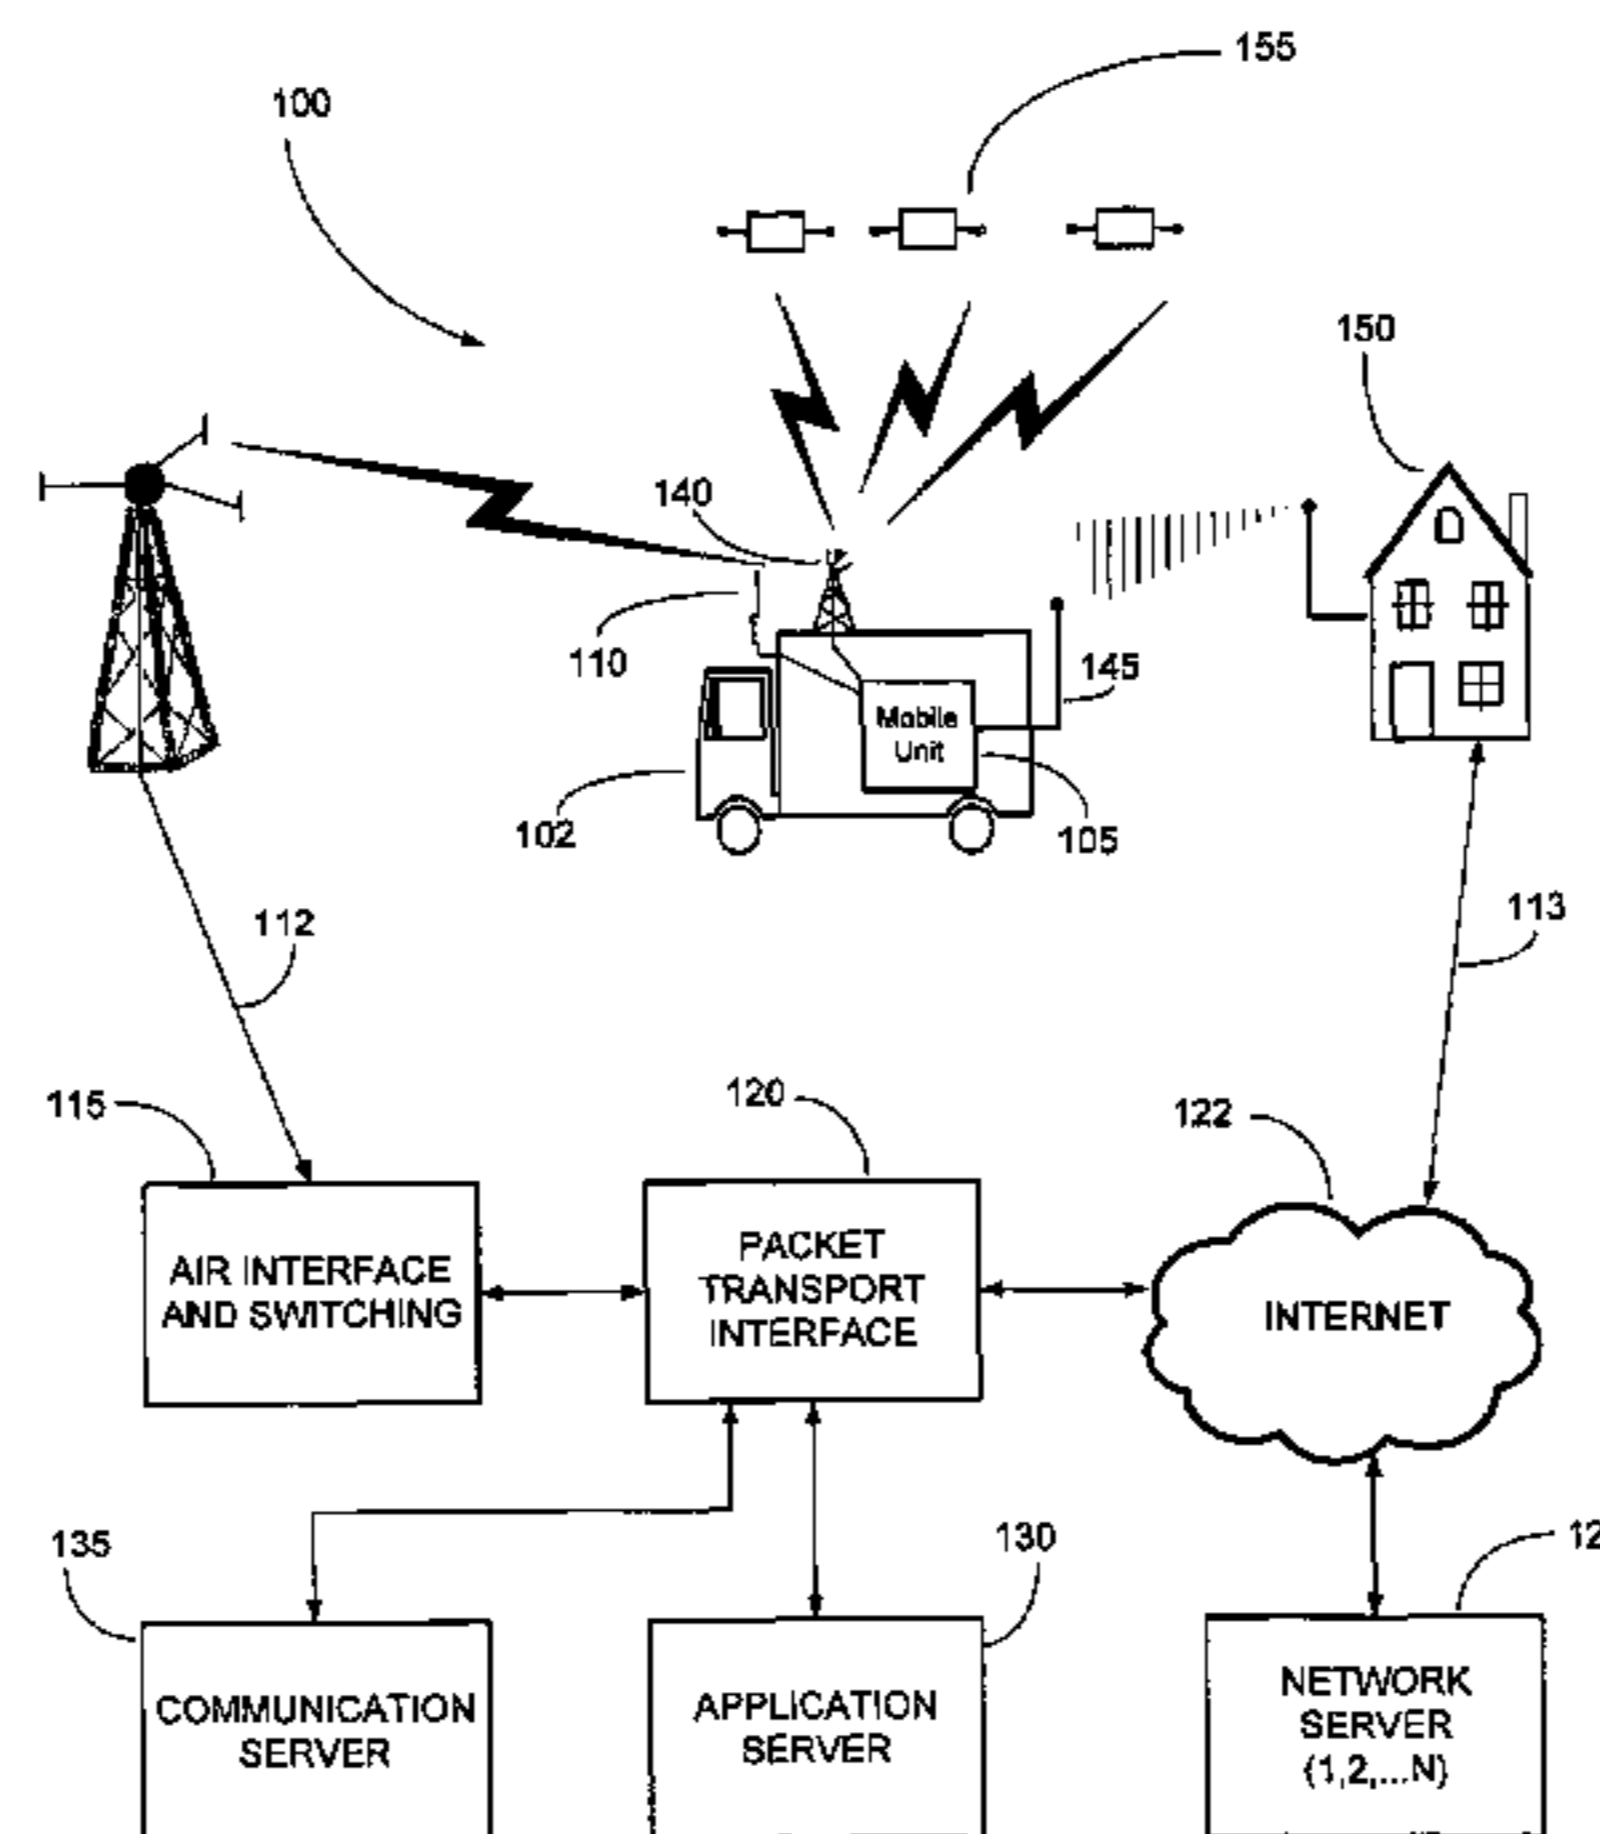 155
100
150
140
110
145
Mobile
Unit
102
105
112
113
115
120
122
AIR INTERFACE
AND SWITCHING
PACKET
TRANSPORT
INTERFACE
INTERNET
135
130
12
COMMUNICATION
SERVER
APPLICATION
SERVER
NETWORK
SERVER
(1,2,...N)